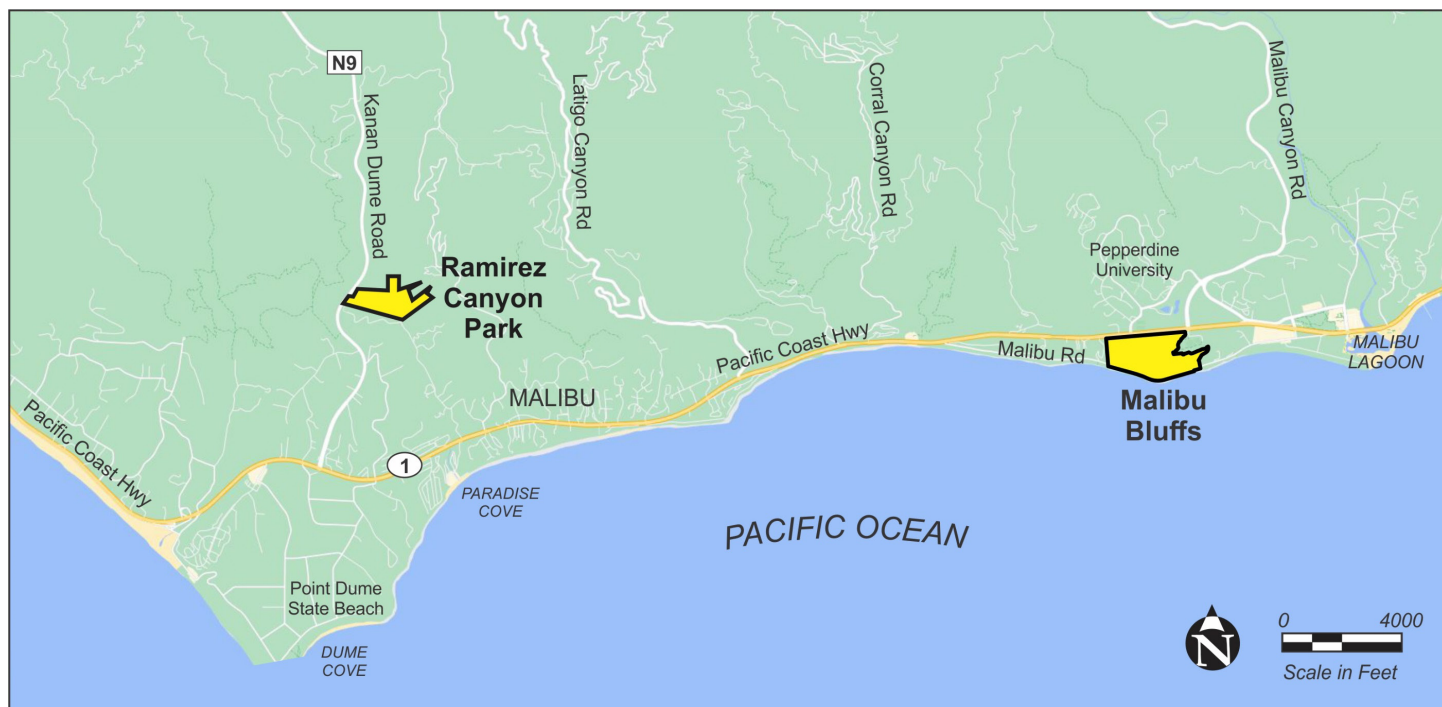 N9
Kanan Dume Road
Latigo Canyon Rd
Corral Canyon Rd
Malibu Canyon Rd
Pepperdine
University
Ramirez
Canyon
Park
Pacific Coast Hwy
Malibu Rd
MALIBU
LAGOON
MALIBU
Malibu
Bluffs
Pacific Coast Hwy
1
PARADISE
COVE
PACIFIC OCEAN
Point Dume
State Beach
DUME
COVE
N
0 4000
Scale in Feet